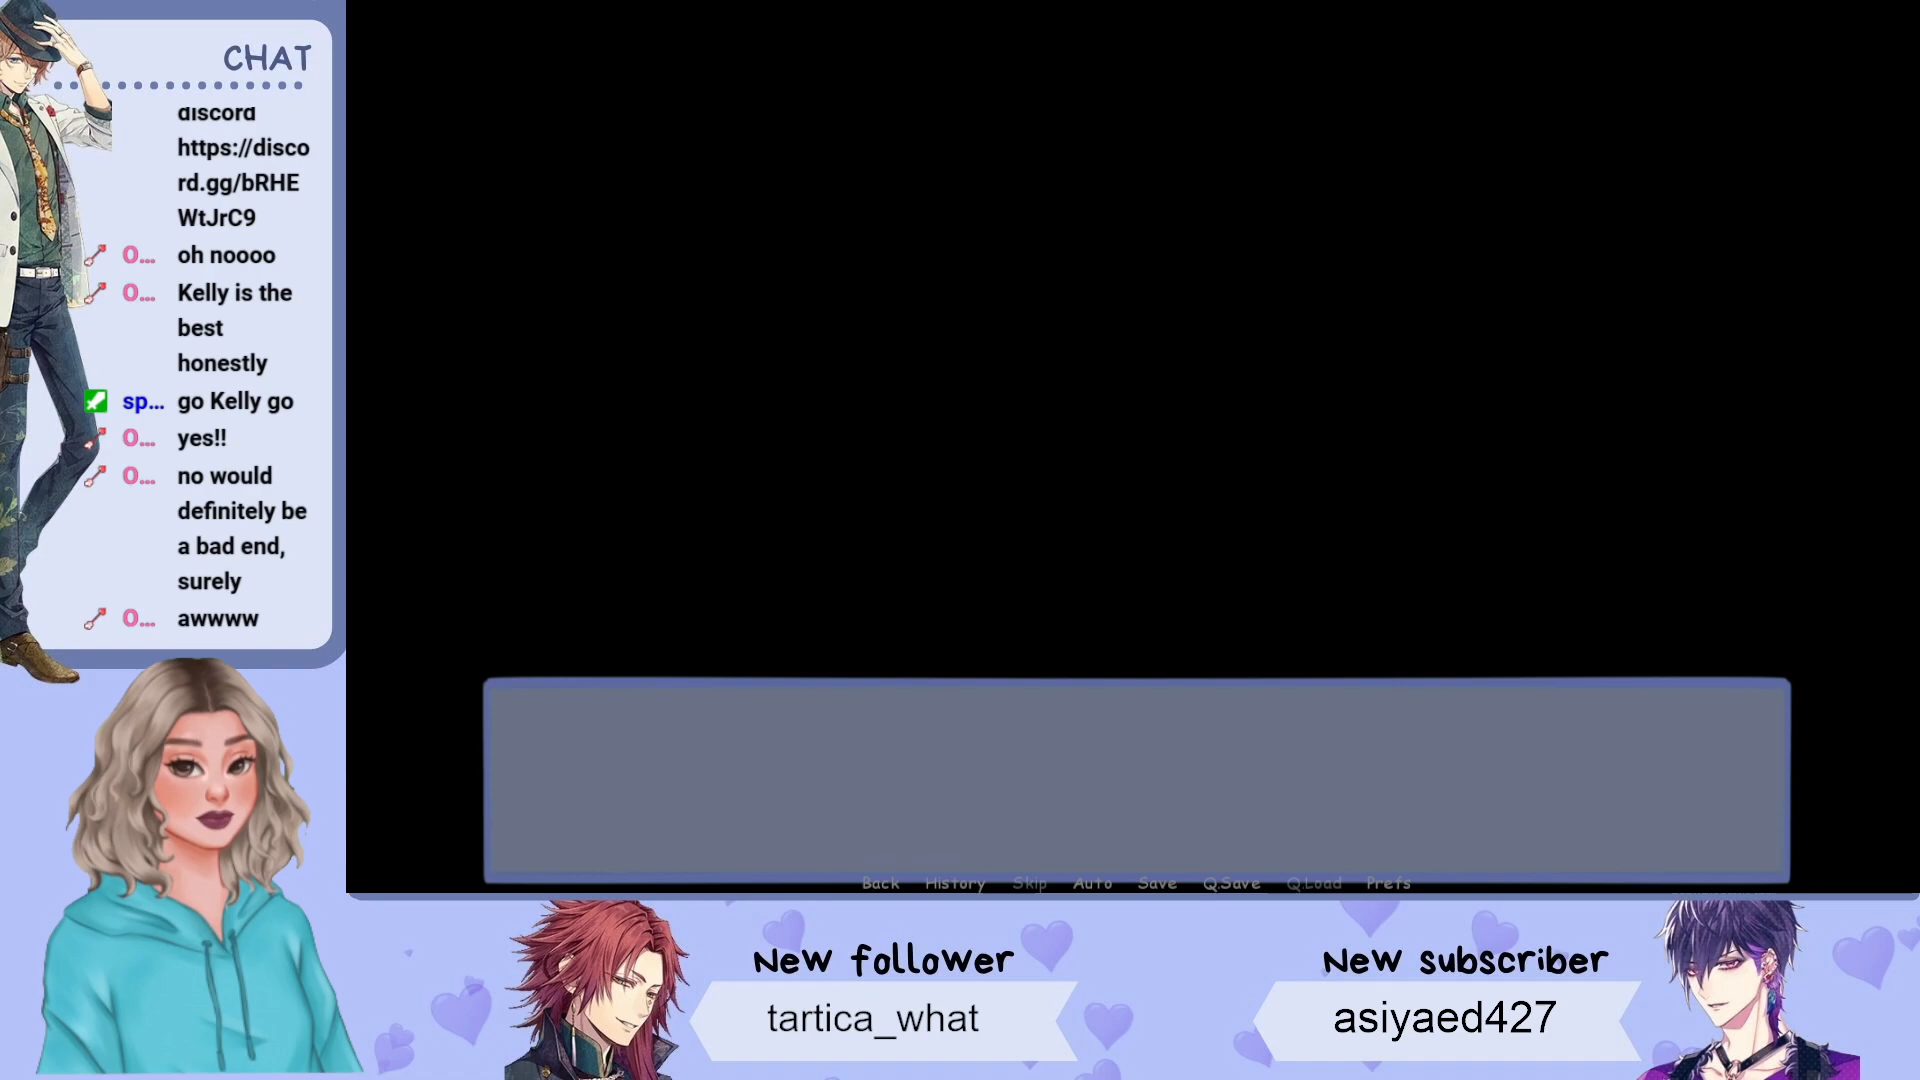 CHAT
discord
https://disco
rd.gg/bRHE
WtJrC9
O... oh noooo
O... Kelly is the
best
honestly
sp... go Kelly go
O... yes!!
O... no would
definitely be
a bad end,
surely
O... awwww
Back History Skip Auto Save Q.Save Q.Load Prefs
New follower
tartica_what
New subscriber
asiyaed427